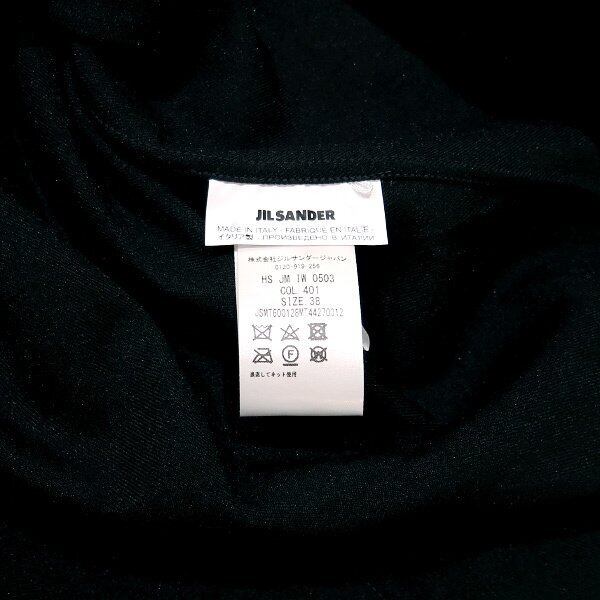 JILSANDER
MADE IN ITALY - FABRIQUE EN ITALIE
イタリア製 - ПРОИЗВЕДЕНО В ИТАЛИИ
株式会社ジルサンダージャパン
0120-919-256
HS JM IW 0503
COL.401
SIZE.38
JSMT600128MT44270012
F
W
裏返してネット使用